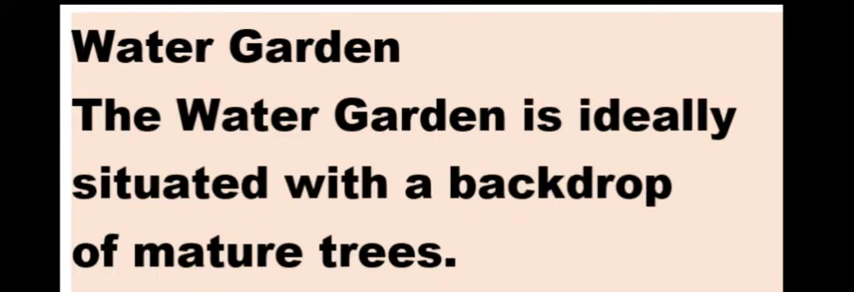 Water Garden
The Water Garden is ideally
situated with a backdrop
of mature trees.